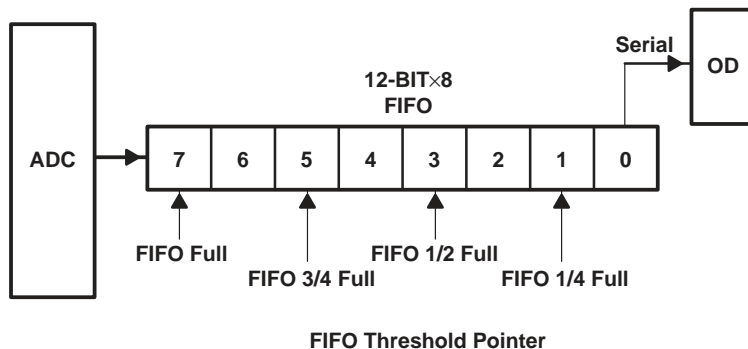 Serial
OD
12-BIT×8
FIFO
ADC
7 6 5 4 3 2 1 0
FIFO Full
FIFO 1/2 Full
FIFO 3/4 Full
FIFO 1/4 Full
FIFO Threshold Pointer